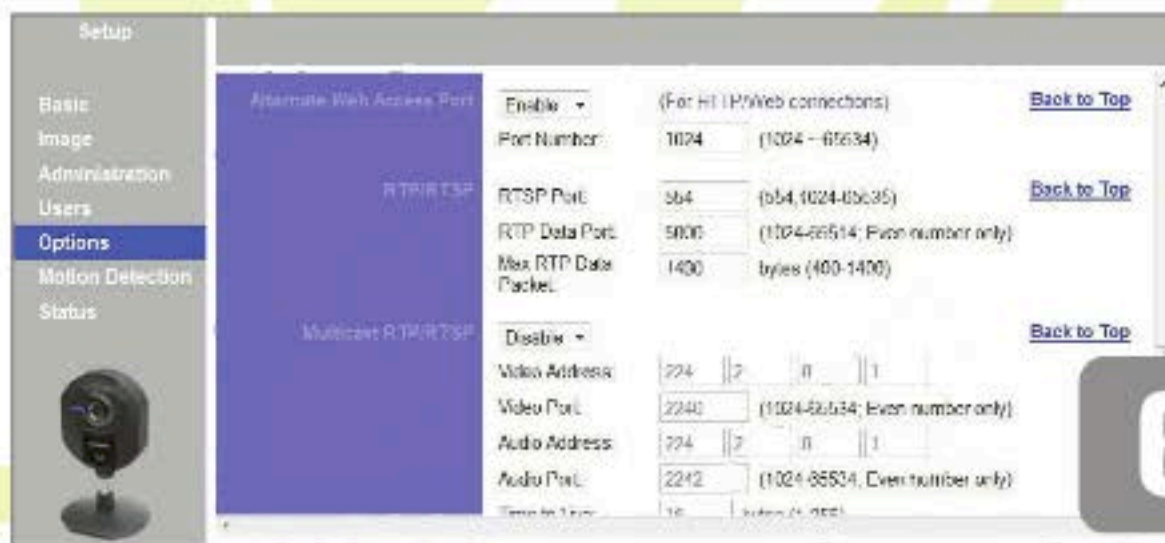 Setup
Basic
Image
Administration
Users
Options
Motion Detection
Status
Alternate Web Access Port Enable (For HTTP/Web connections) Back to Top
Port Number: 1024 (1024 ~ 65534)
RTP/RTSP RTSP Port: 554 (554,1024-65535) Back to Top
RTP Data Port: 5000 (1024-65514; Even number only)
Max RTP Data Packet: 1400 bytes (400-1400)
Multicast RTP/RTSP Disable Back to Top
Video Address: 224 2 0 1
Video Port: 2240 (1024-65534; Even number only)
Audio Address: 224 2 0 1
Audio Port: 2242 (1024-65534; Even number only)
Time to Live: 16